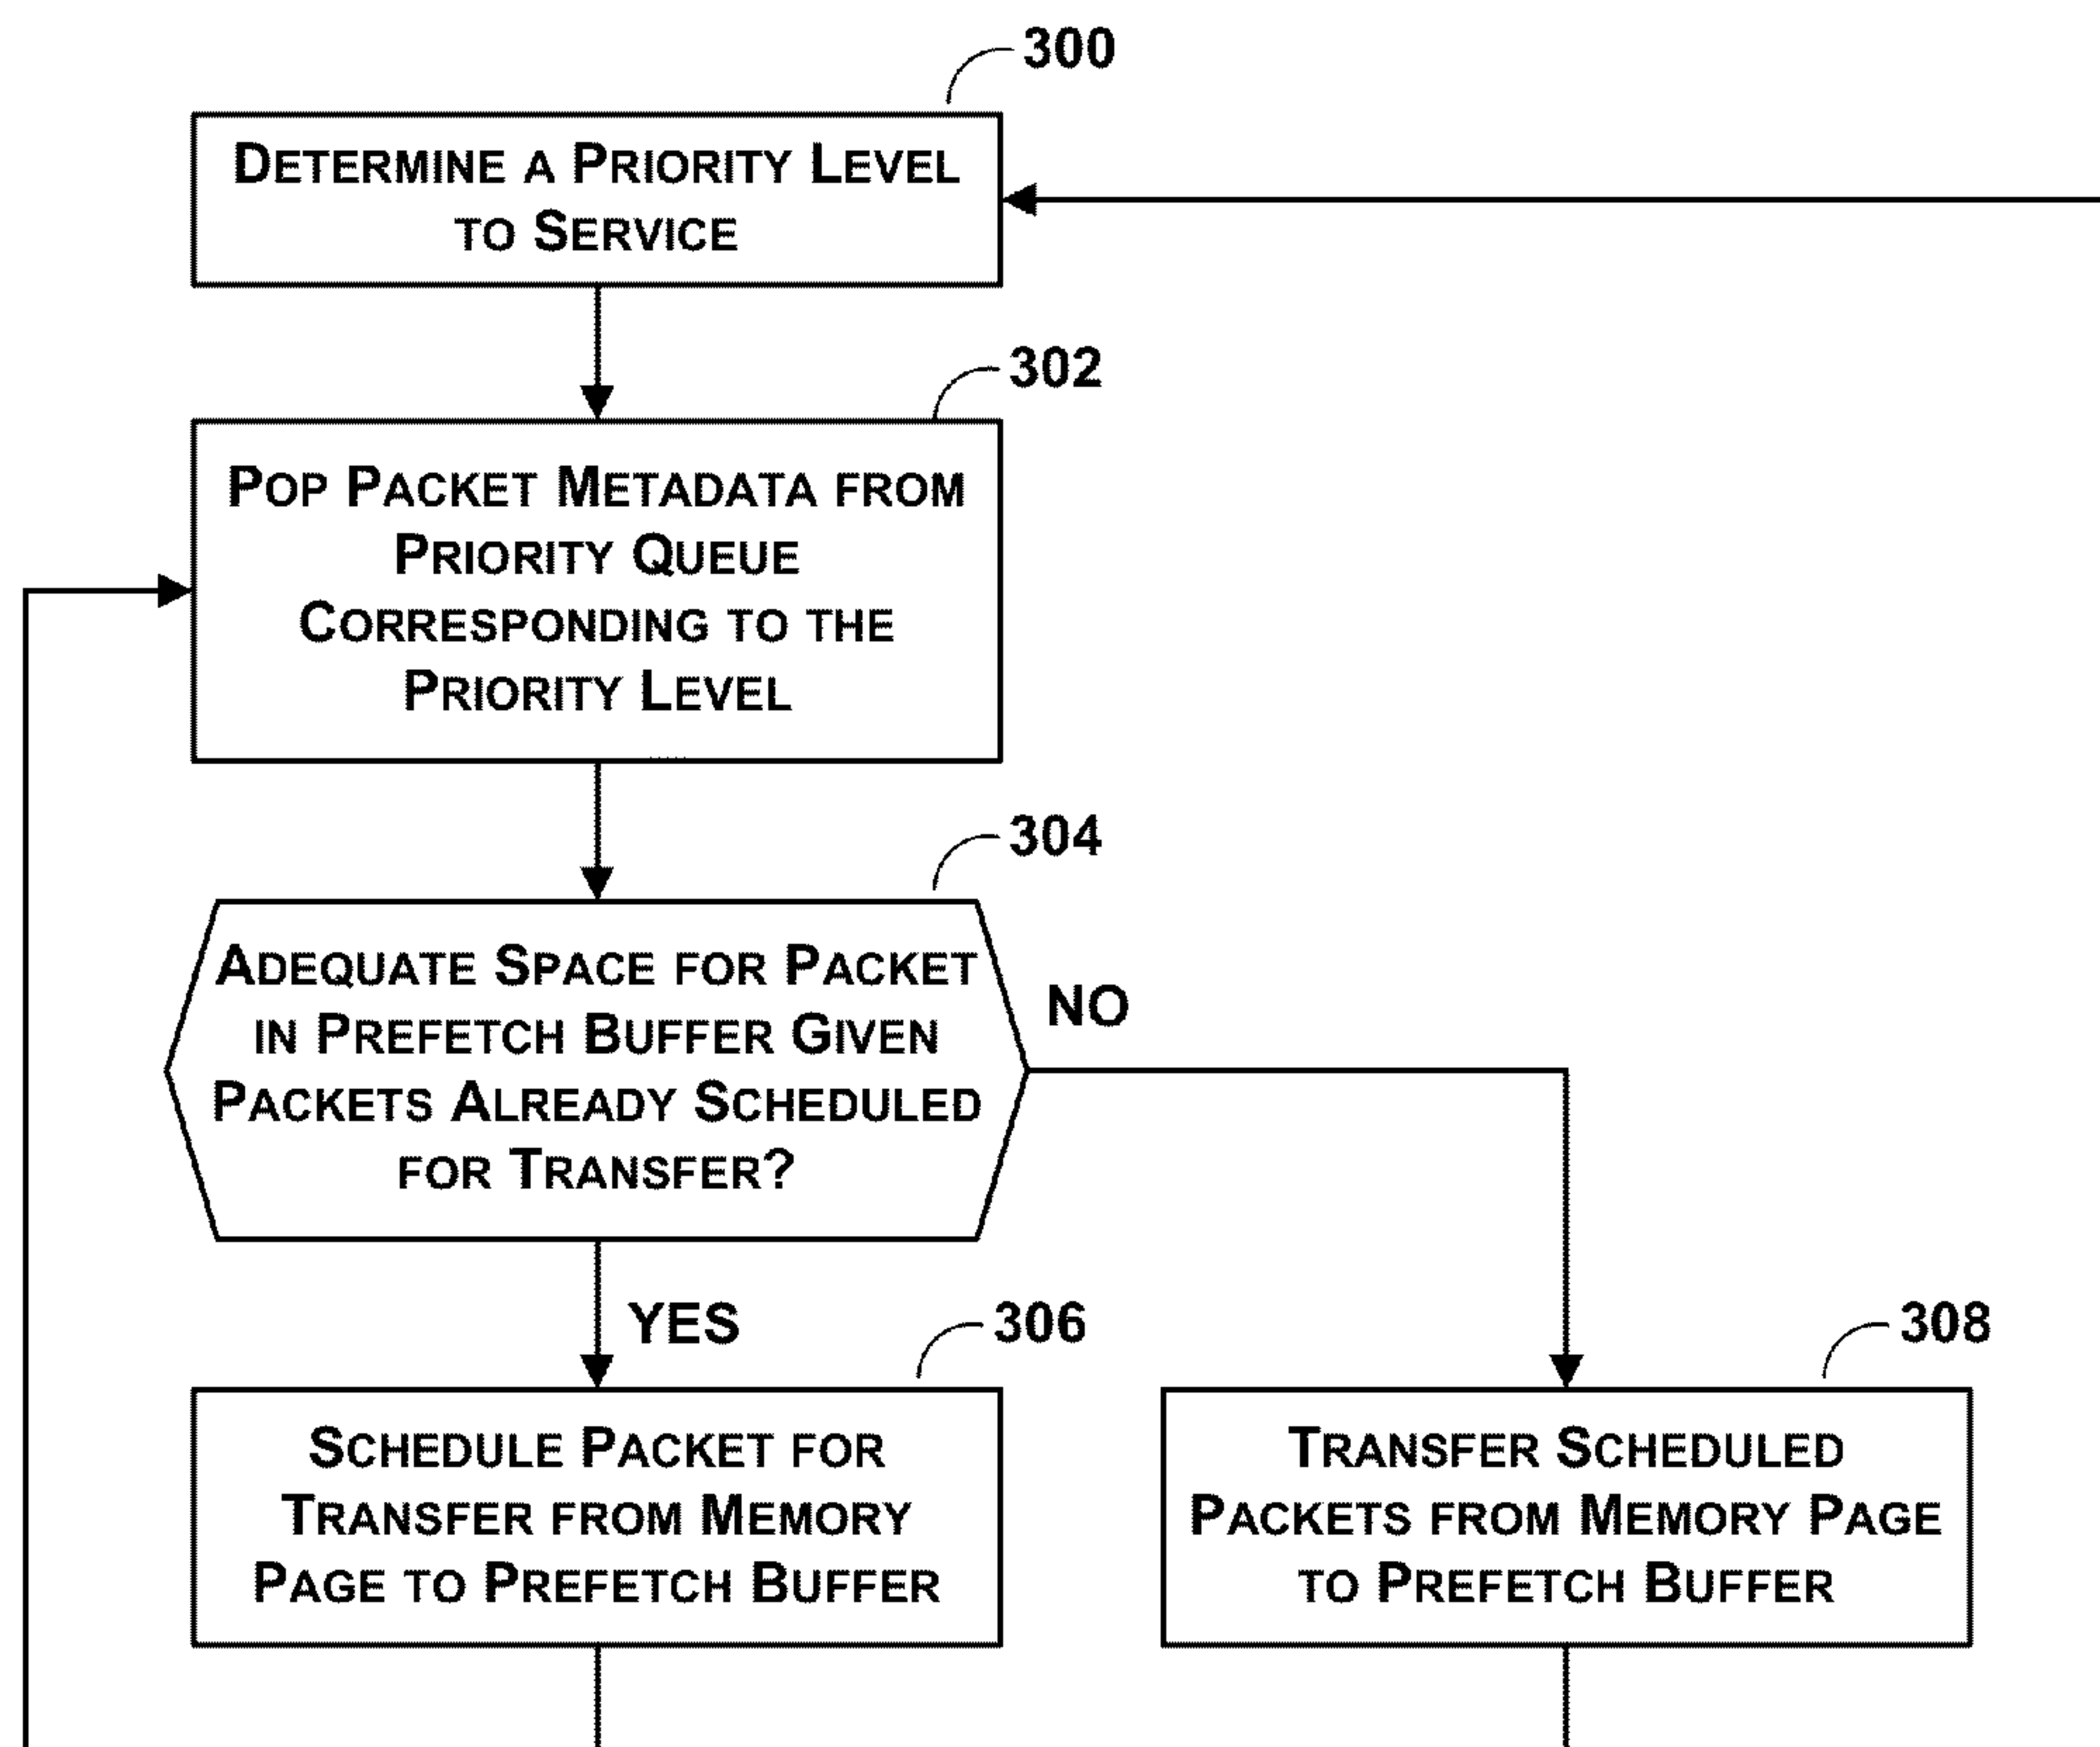 300
DETERMINE A PRIORITY LEVEL
TO SERVICE
302
POP PACKET METADATA FROM
PRIORITY QUEUE
CORRESPONDING TO THE
PRIORITY LEVEL
304
ADEQUATE SPACE FOR PACKET
IN PREFETCH BUFFER GIVEN
PACKETS ALREADY SCHEDULED
FOR TRANSFER?
NO
YES
306
SCHEDULE PACKET FOR
TRANSFER FROM MEMORY
PAGE TO PREFETCH BUFFER
308
TRANSFER SCHEDULED
PACKETS FROM MEMORY PAGE
TO PREFETCH BUFFER